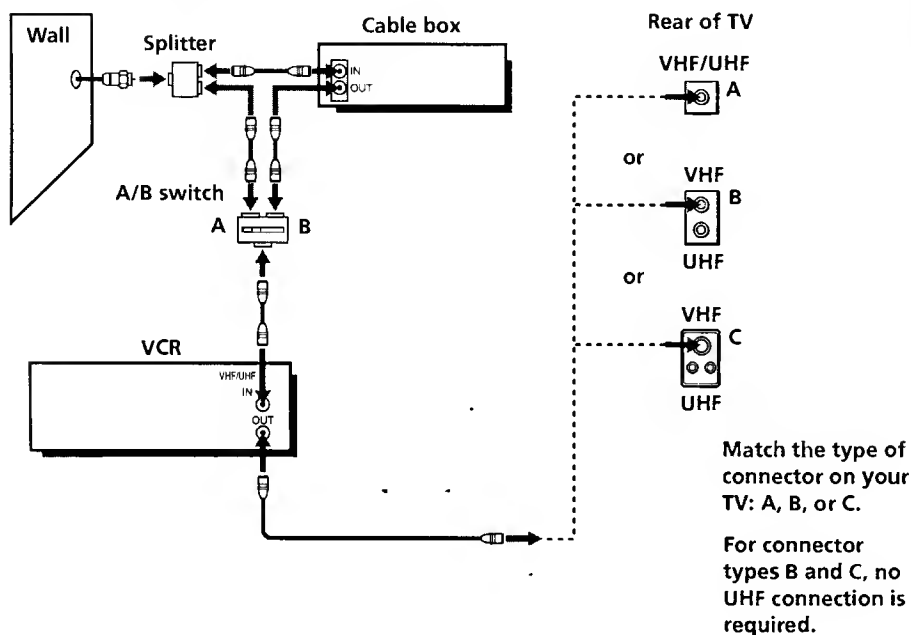 Wall
Splitter
Cable box
IN
OUT
Rear of TV
VHF/UHF
A
or
VHF
B
UHF
or
VHF
C
UHF
A/B switch
A
B
VCR
VHF/UHF
IN
OUT
Match the type of
connector on your
TV: A, B, or C.
For connector
types B and C, no
UHF connection is
required.